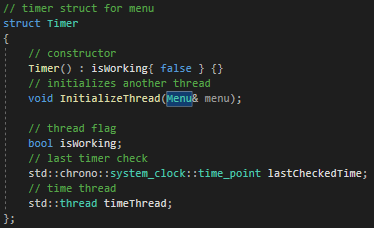 // timer struct for menu
struct Timer
{
// constructor
Timer() : isWorking{ false } {}
// initializes another thread
void InitializeThread(Menu& menu);
// thread flag
bool isWorking;
// last timer check
std::chrono::system_clock::time_point lastCheckedTime;
// time thread
std::thread timeThread;
};